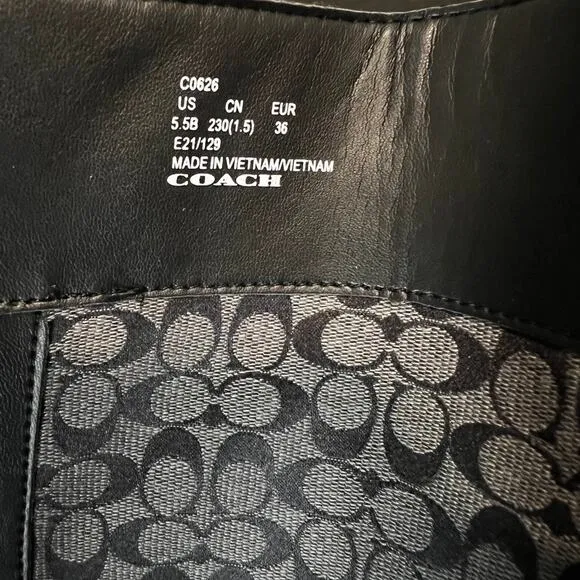 C0626
US CN EUR
5.5B 230(1.5) 36
E21/129
MADE IN VIETNAM/VIETNAM
COACH